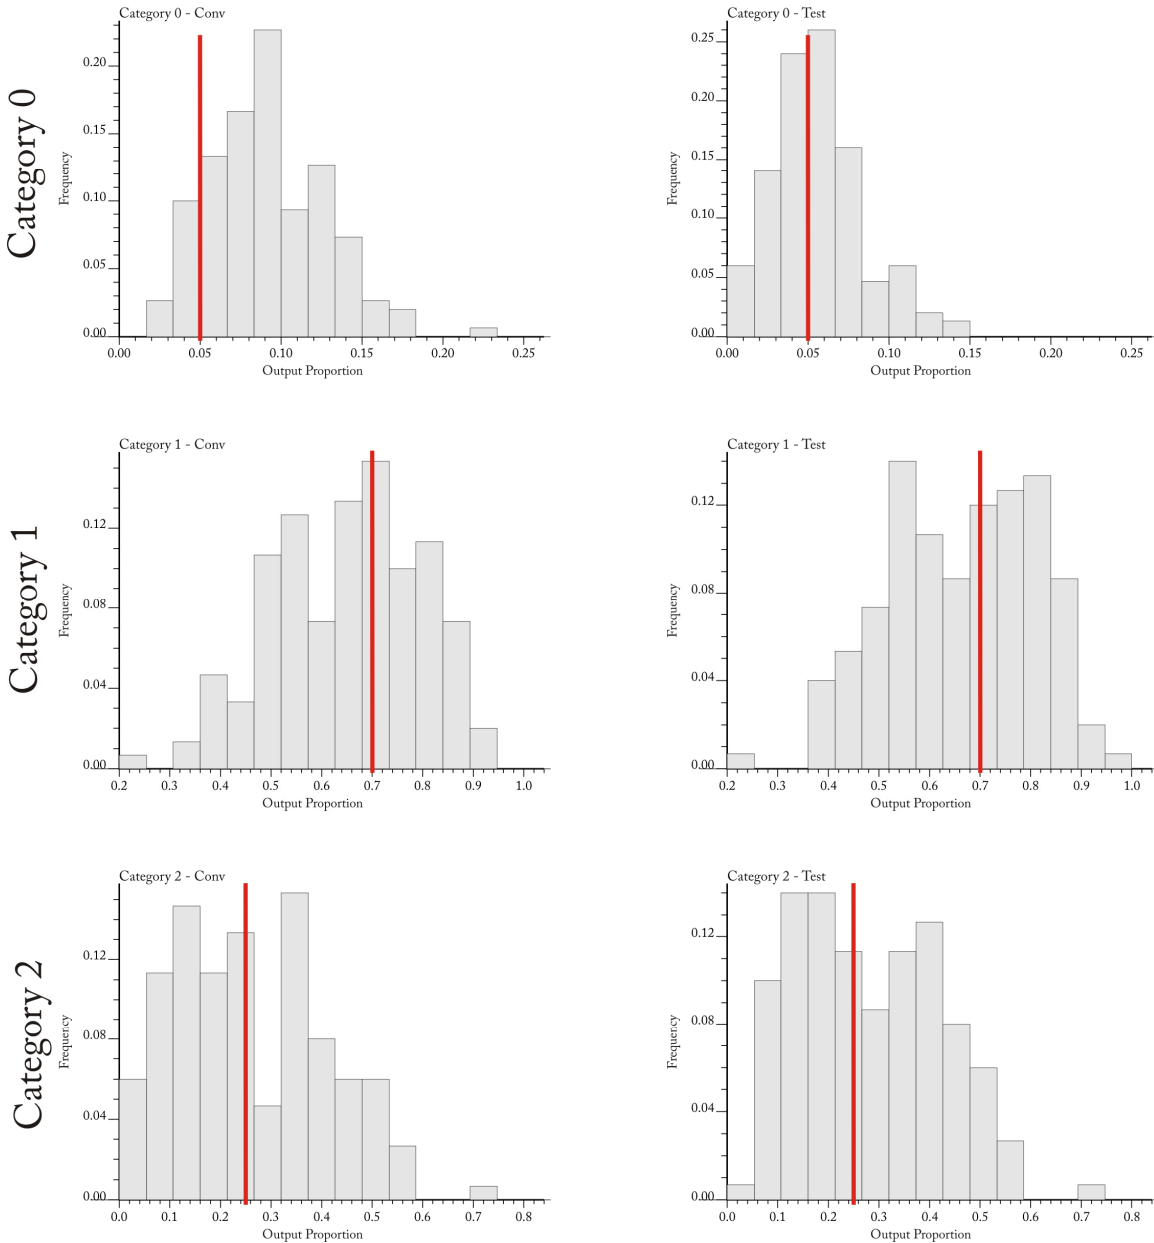 Category 0
Category 0 - Conv
Frequency
0.20
0.15
0.10
0.05
0.00
0.00 0.05 0.10 0.15 0.20 0.25
Output Proportion
Category 0 - Test
Frequency
0.25
0.20
0.15
0.10
0.05
0.00
0.00 0.05 0.10 0.15 0.20 0.25
Output Proportion
Category 1
Category 1 - Conv
Frequency
0.12
0.08
0.04
0.00
0.2 0.3 0.4 0.5 0.6 0.7 0.8 0.9 1.0
Output Proportion
Category 1 - Test
Frequency
0.12
0.08
0.04
0.00
0.2 0.3 0.4 0.5 0.6 0.7 0.8 0.9 1.0
Output Proportion
Category 2
Category 2 - Conv
Frequency
0.12
0.08
0.04
0.00
0.0 0.1 0.2 0.3 0.4 0.5 0.6 0.7 0.8
Output Proportion
Category 2 - Test
Frequency
0.12
0.08
0.04
0.00
0.0 0.1 0.2 0.3 0.4 0.5 0.6 0.7 0.8
Output Proportion